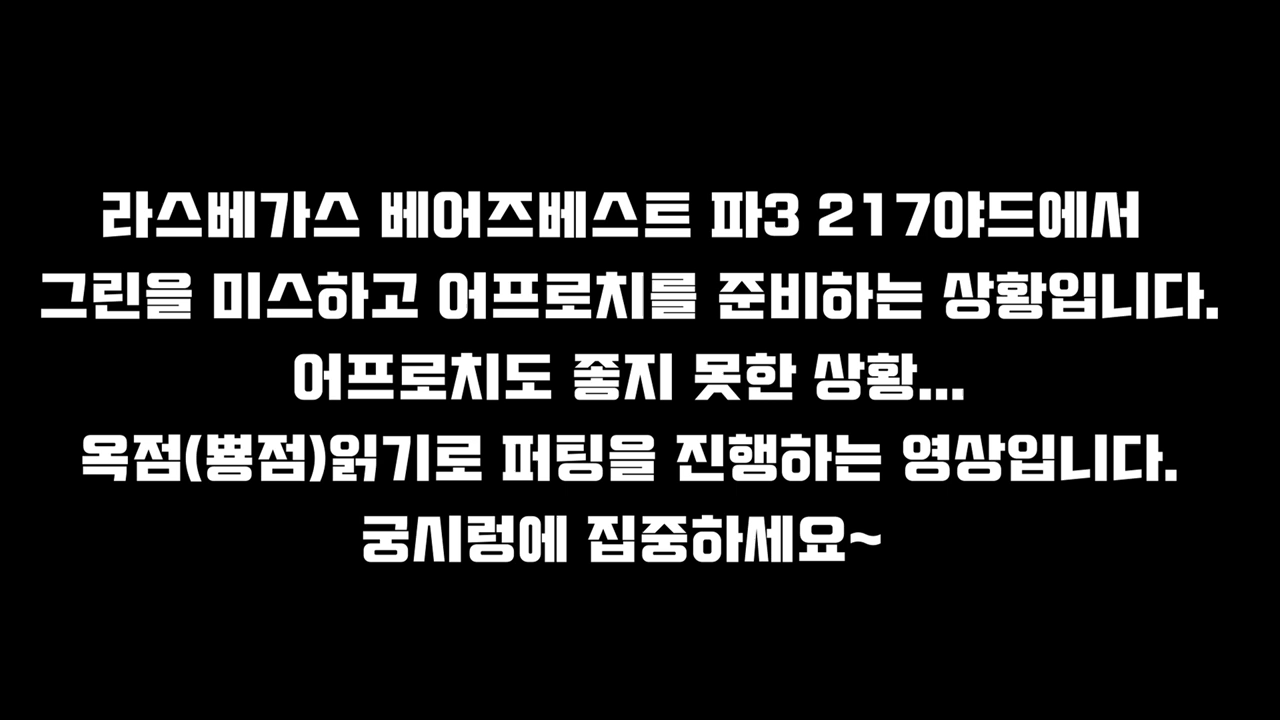 라스베가스 베어즈베스트 파3 217야드에서
그린을 미스하고 어프로치를 준비하는 상황입니다.
어프로치도 좋지 못한 상황...
옥점(뿅점)읽기로 퍼팅을 진행하는 영상입니다.
궁시렁에 집중하세요~